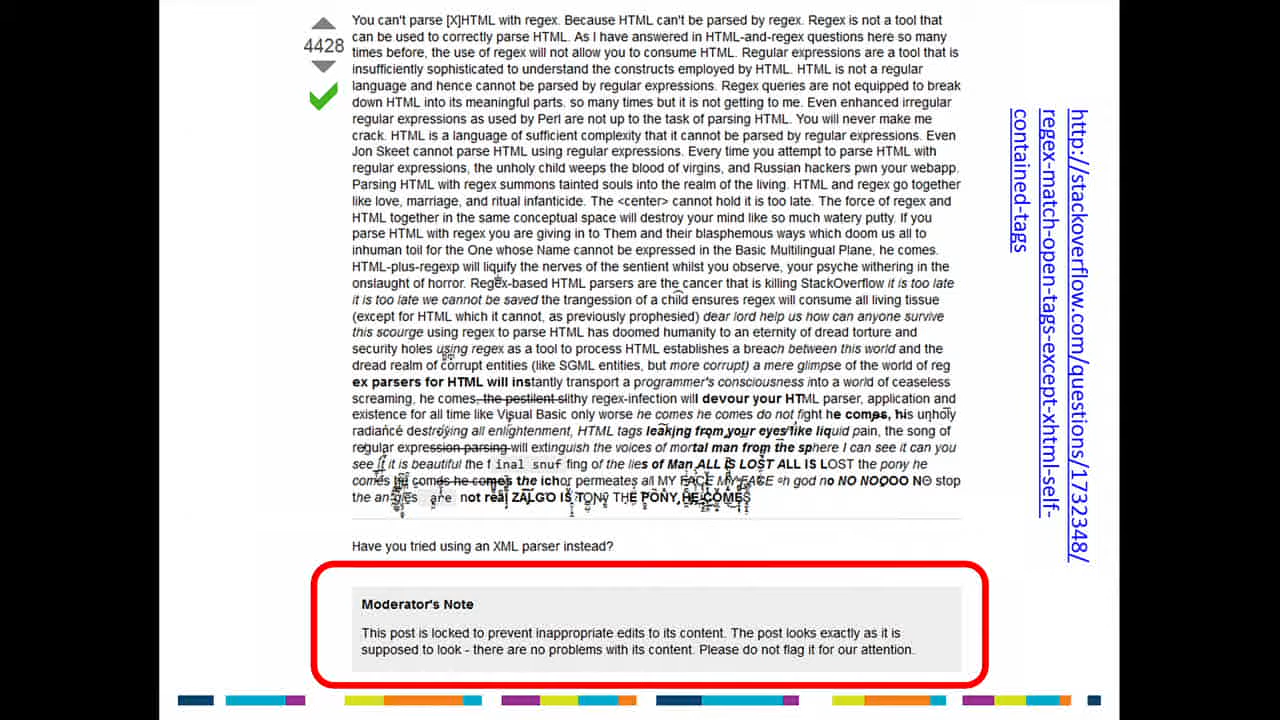 4428
You can't parse [X]HTML with regex. Because HTML can't be parsed by regex. Regex is not a tool that
can be used to correctly parse HTML. As I have answered in HTML-and-regex questions here so many
times before, the use of regex will not allow you to consume HTML. Regular expressions are a tool that is
insufficiently sophisticated to understand the constructs employed by HTML. HTML is not a regular
language and hence cannot be parsed by regular expressions. Regex queries are not equipped to break
down HTML into its meaningful parts. so many times but it is not getting to me. Even enhanced irregular
regular expressions as used by Perl are not up to the task of parsing HTML. You will never make me
crack. HTML is a language of sufficient complexity that it cannot be parsed by regular expressions. Even
Jon Skeet cannot parse HTML using regular expressions. Every time you attempt to parse HTML with
regular expressions, the unholy child weeps the blood of virgins, and Russian hackers pwn your webapp.
Parsing HTML with regex summons tainted souls into the realm of the living. HTML and regex go together
like love, marriage, and ritual infanticide. The <center> cannot hold it is too late. The force of regex and
HTML together in the same conceptual space will destroy your mind like so much watery putty. If you
parse HTML with regex you are giving in to Them and their blasphemous ways which doom us all to
inhuman toil for the One whose Name cannot be expressed in the Basic Multilingual Plane, he comes.
HTML-plus-regexp will liquify the nerves of the sentient whilst you observe, your psyche withering in the
onslaught of horror. Regex-based HTML parsers are the cancer that is killing StackOverflow it is too late
it is too late we cannot be saved the trangession of a child ensures regex will consume all living tissue
(except for HTML which it cannot, as previously prophesied) dear lord help us how can anyone survive
this scourge using regex to parse HTML has doomed humanity to an eternity of dread torture and
security holes using regex as a tool to process HTML establishes a breach between this world and the
dread realm of corrupt entities (like SGML entities, but more corrupt) a mere glimpse of the world of reg
ex parsers for HTML will instantly transport a programmer's consciousness into a world of ceaseless
screaming, he comes, the pestilent slithy regex-infection will devour your HTML parser, application and
existence for all time like Visual Basic only worse he comes he comes do not fight he comes, his unholy
radiancé destroying all enlightenment, HTML tags leaking from your eyes like liquid pain, the song of
regular expression parsing will extinguish the voices of mortal man from the sphere I can see it can you
see it it is beautiful the f inal snuf fing of the lies of Man ALL IS LOST ALL IS LOST the pony he
comes he comes he comes the ichor permeates all MY FACE MY FACE oh god no NO NOOOO NO stop
the an gles are not real ZALGO IS TONY THE PONY, HE COMES
Have you tried using an XML parser instead?
Moderator's Note
This post is locked to prevent inappropriate edits to its content. The post looks exactly as it is
supposed to look - there are no problems with its content. Please do not flag it for our attention.
http://stackoverflow.com/questions/1732348/
regex-match-open-tags-except-xhtml-self-
contained-tags